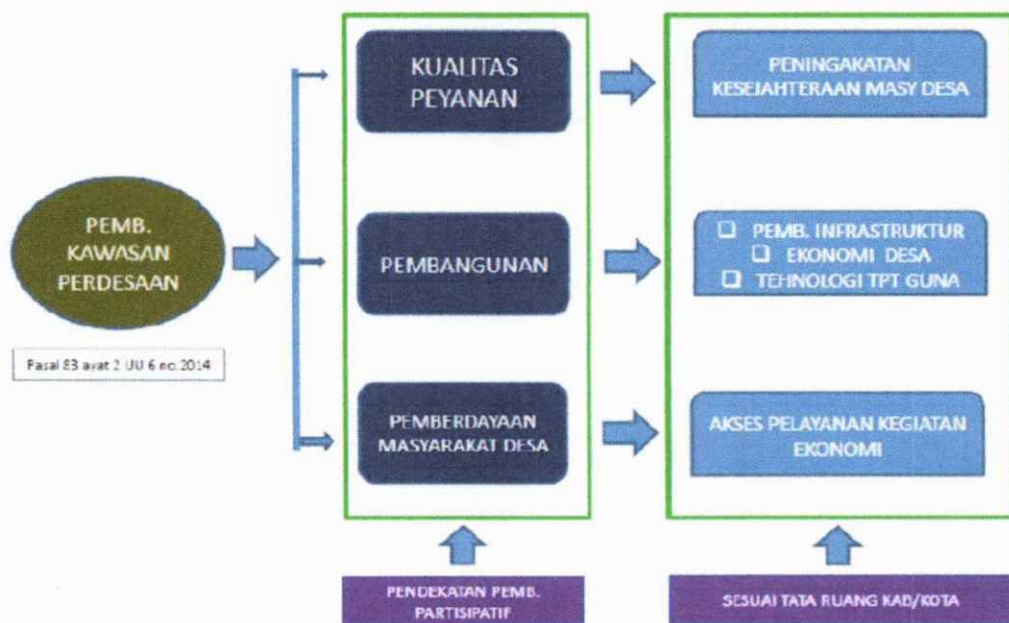 PEMB.
KAWASAN
PERDESAAN
Pasal 83 ayat 2 UU 6 no.2014
KUALITAS
PEYANAN
PEMBANGUNAN
PEMBERDAYAAN
MASYARAKAT DESA
PENDEKATAN PEMB.
PARTISIPATIF
PENINGAKATAN
KESEJAHTERAAN MASY DESA
❑ PEMB. INFRASTRUKTUR
❑ EKONOMI DESA
❑ TEHNOLOGI TPT GUNA
AKSES PELAYANAN KEGIATAN
EKONOMI
SESUAI TATA RUANG KAB/KOTA